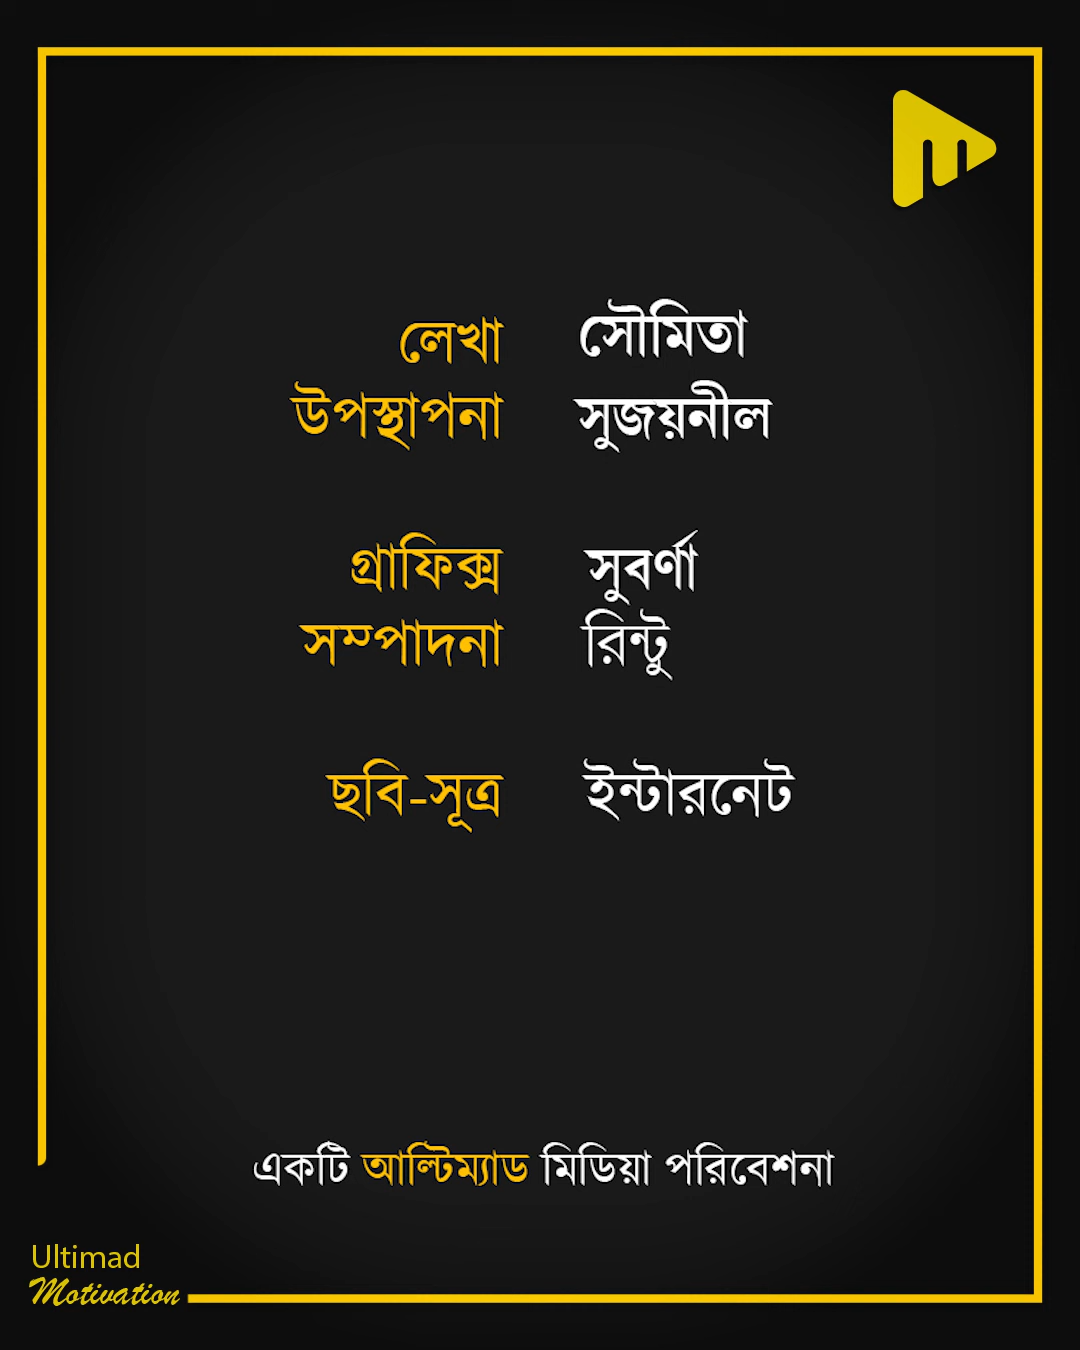 লেখা সৌমিতা
উপস্থাপনা সুজয়নীল
গ্রাফিক্স সুবর্ণা
সম্পাদনা রিন্টু
ছবি-সূত্র ইন্টারনেট
একটি আল্টিম্যাড মিডিয়া পরিবেশনা
Ultimad
Motivation